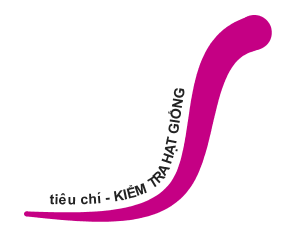 tiêu chí - KIỂM TRA HẠT GIỐNG